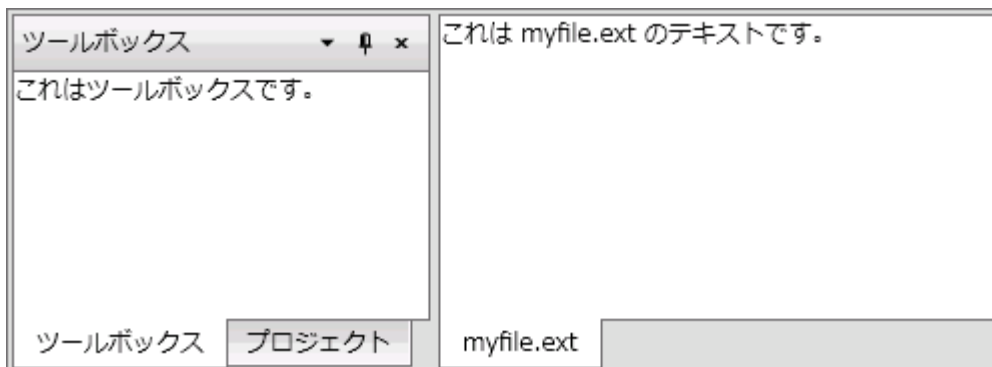 ツールボックス
これはツールボックスです。
ツールボックス
プロジェクト
これは myfile.ext のテキストです。
myfile.ext